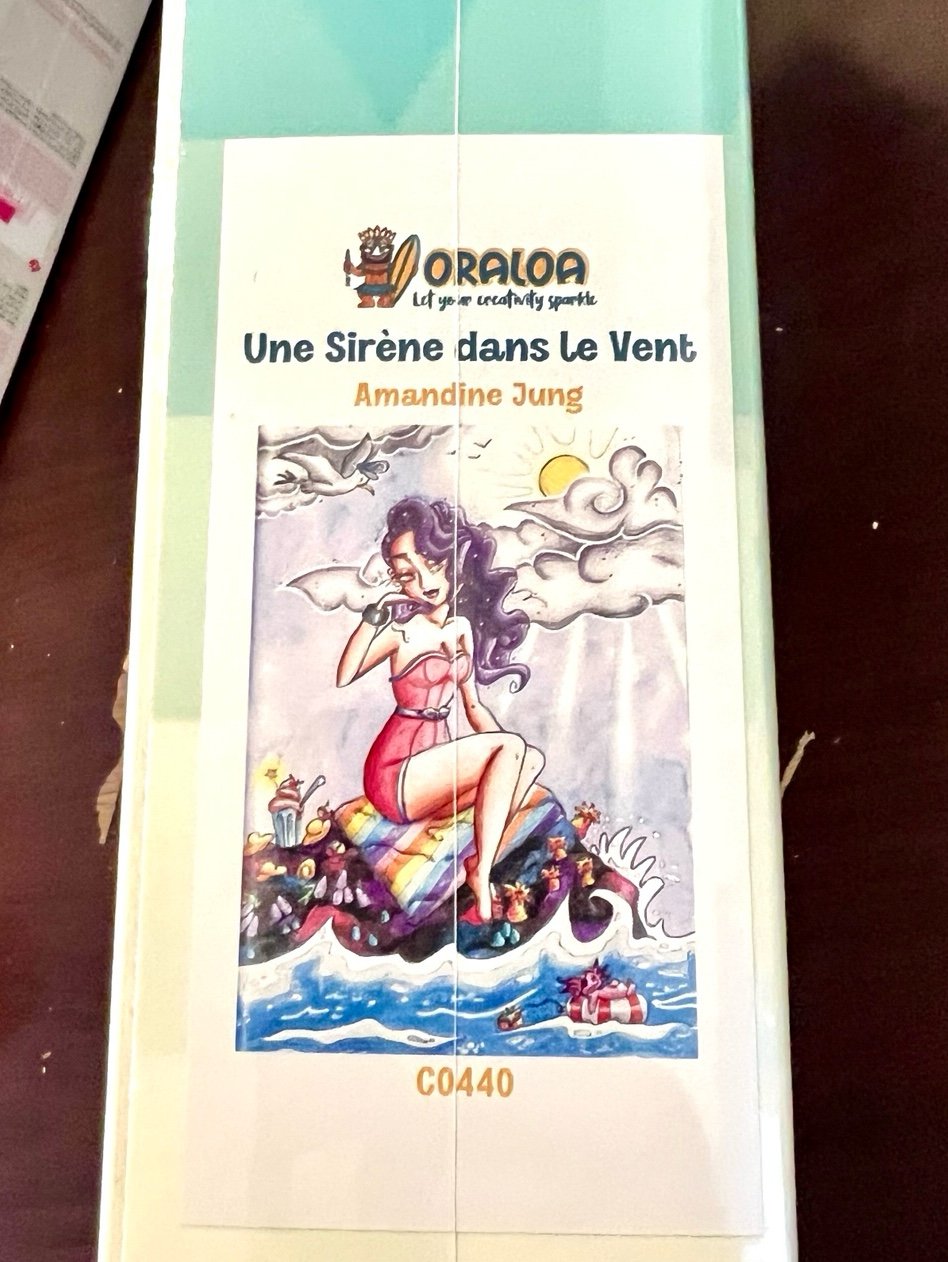 ORALOA
Let your creativity sparkle
Une Sirène dans le Vent
Amandine Jung
C0440